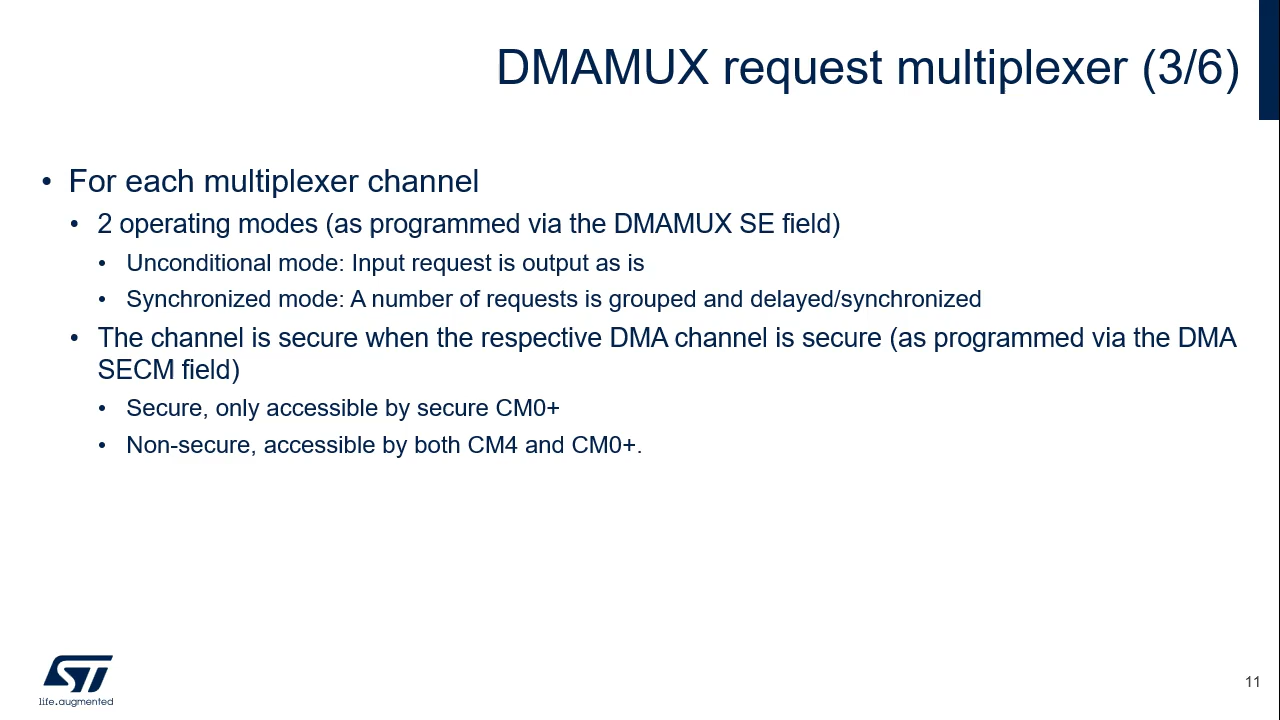 DMAMUX request multiplexer (3/6)
• For each multiplexer channel
• 2 operating modes (as programmed via the DMAMUX SE field)
• Unconditional mode: Input request is output as is
• Synchronized mode: A number of requests is grouped and delayed/synchronized
• The channel is secure when the respective DMA channel is secure (as programmed via the DMA
SECM field)
• Secure, only accessible by secure CM0+
• Non-secure, accessible by both CM4 and CM0+.
ST
life.augmented
11